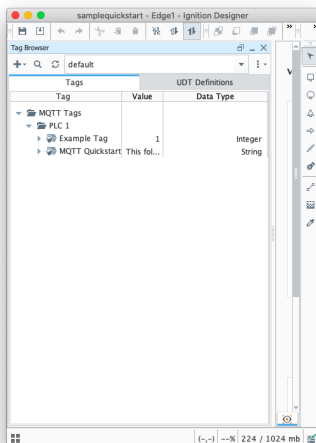 samplequickstart - Edge1 - Ignition Designer
Tag Browser
default
Tags UDT Definitions
Tag Value Data Type
MQTT Tags
PLC 1
Example Tag 1 Integer
MQTT Quickstart This fol... String
(-,-) --% 224 / 1024 mb